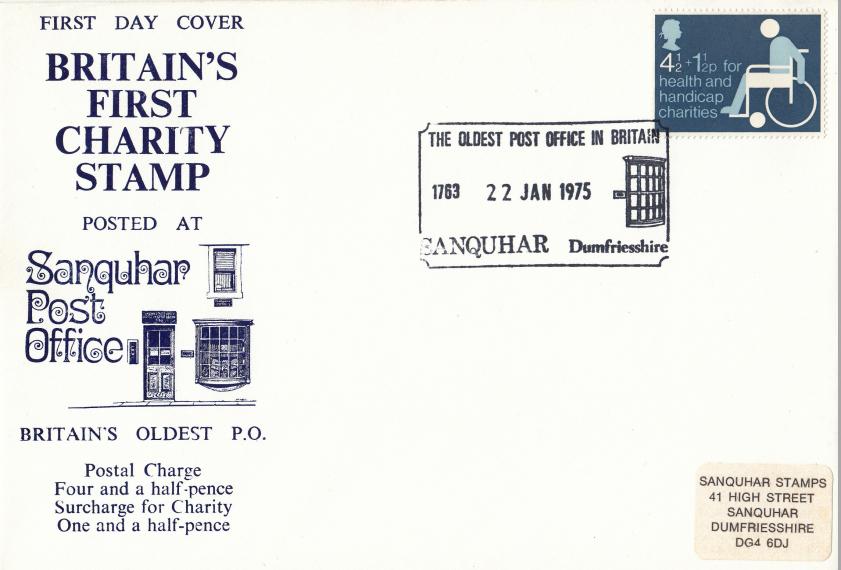 FIRST DAY COVER
BRITAIN'S
FIRST
CHARITY
STAMP
POSTED AT
Sanquhar
Post
Office
BRITAIN'S OLDEST P.O.
Postal Charge
Four and a half-pence
Surcharge for Charity
One and a half-pence
4½+1½p for
health and
handicap
charities
THE OLDEST POST OFFICE IN BRITAIN
1763 22 JAN 1975
SANQUHAR Dumfriesshire
SANQUHAR STAMPS
41 HIGH STREET
SANQUHAR
DUMFRIESSHIRE
DG4 6DJ